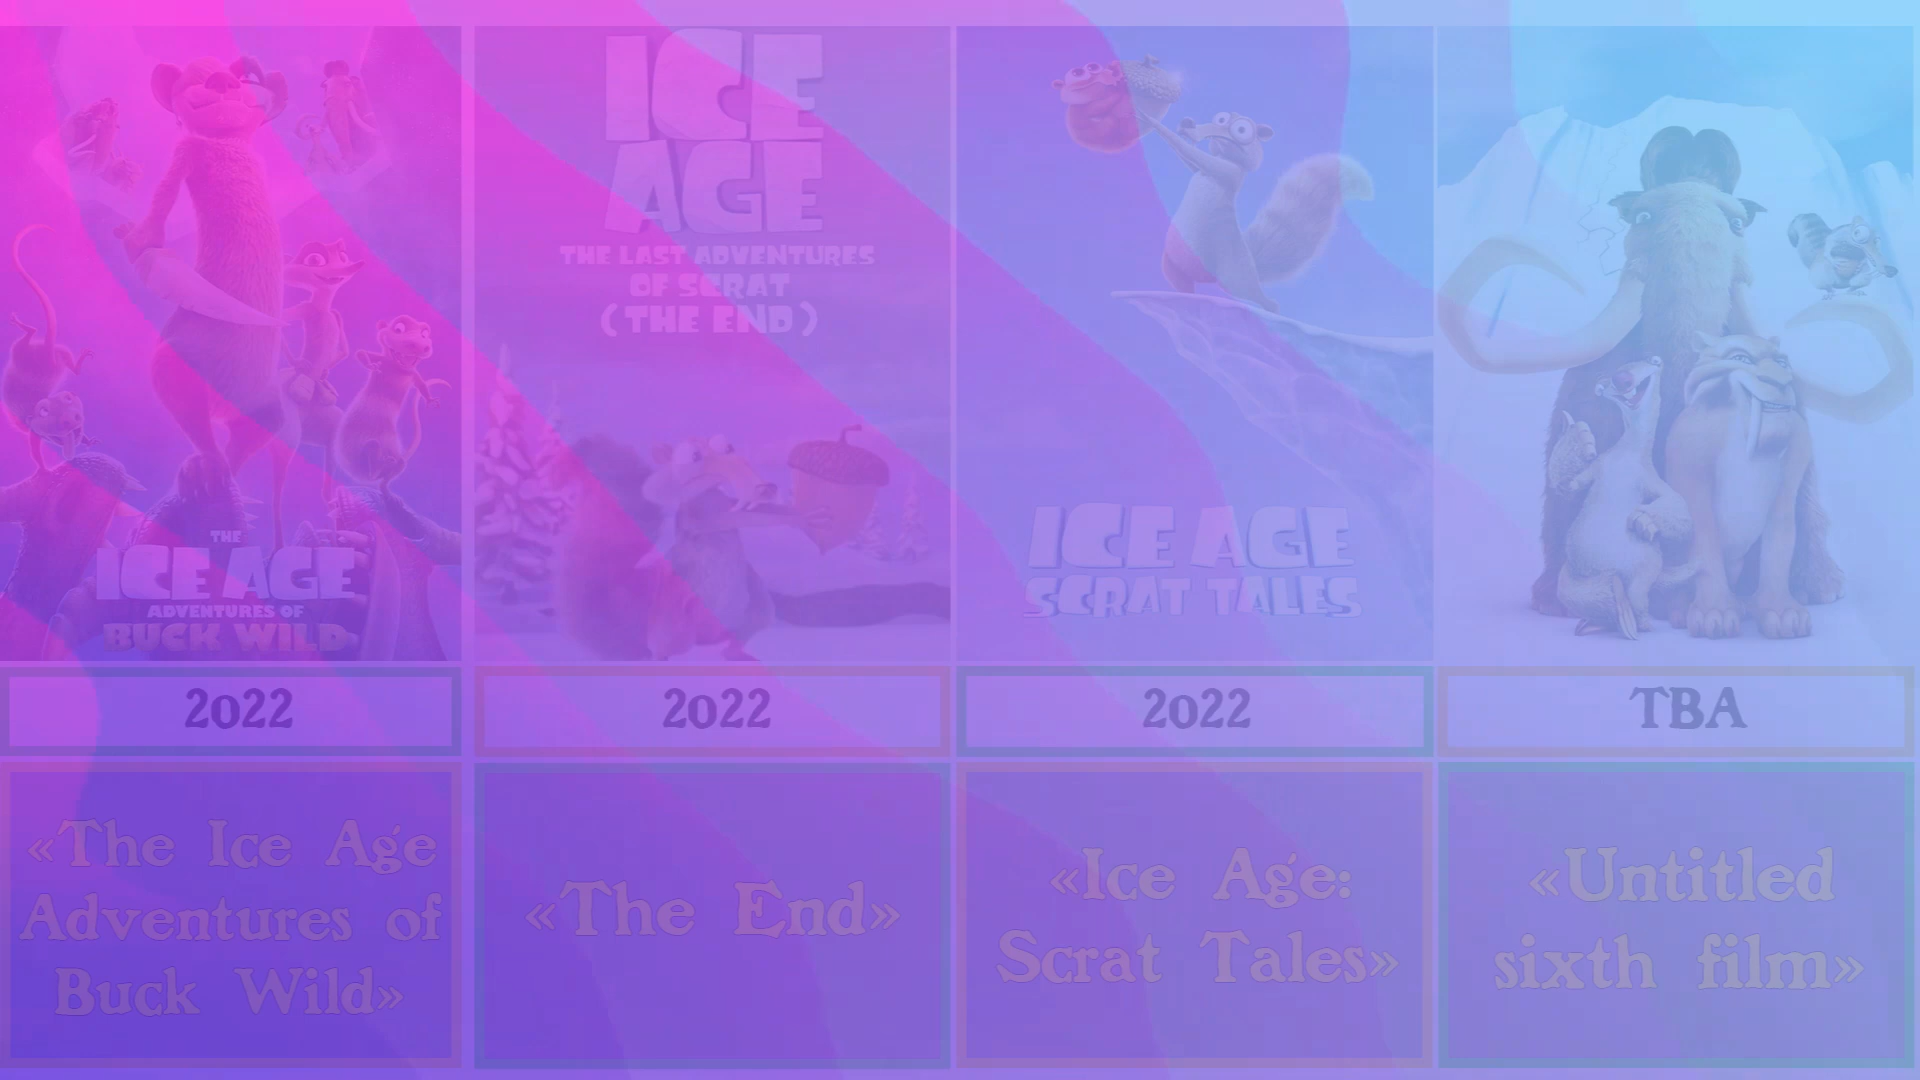 THE
ICE AGE
ADVENTURES OF
BUCK WILD
ICE
AGE
THE LAST ADVENTURES
OF SCRAT
(THE END)
ICE AGE
SCRAT TALES
2022
2022
2022
TBA
«The Ice Age
Adventures of
Buck Wild»
«The End»
«Ice Age:
Scrat Tales»
«Untitled
sixth film»